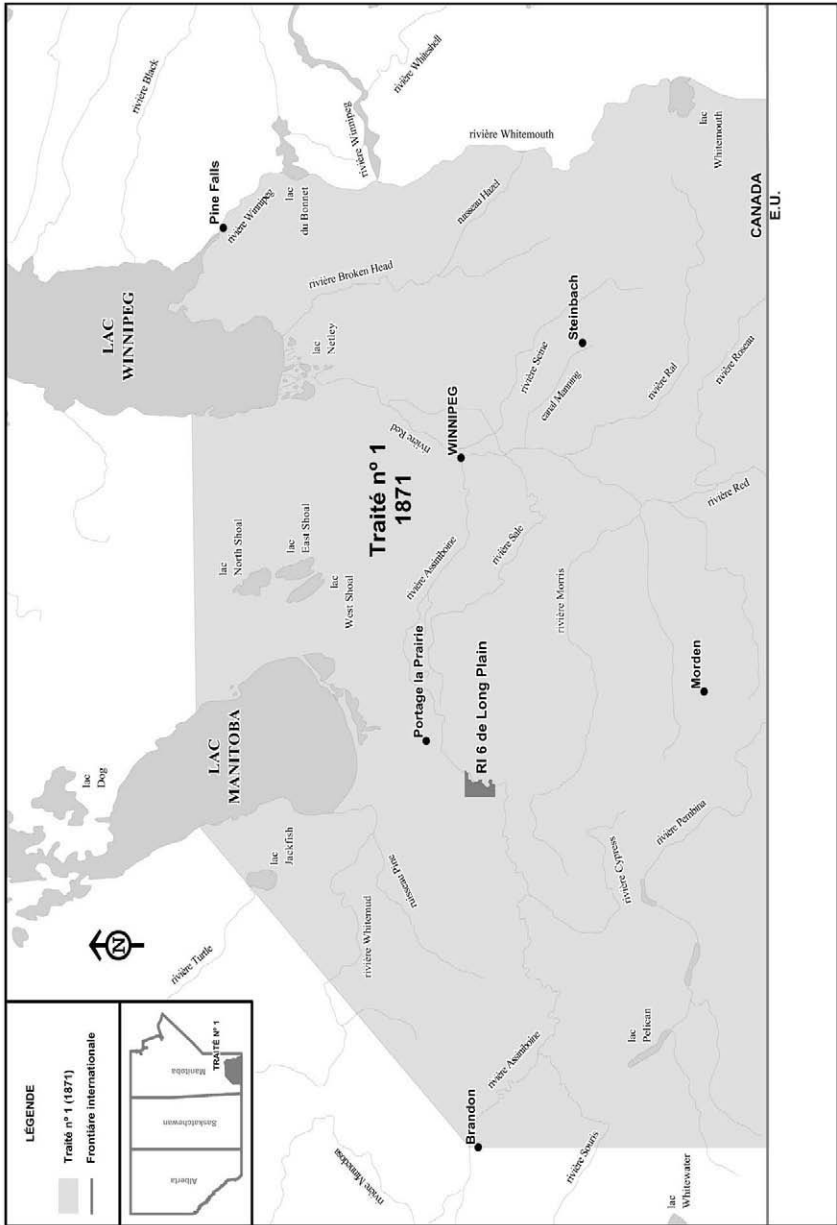 LÉGENDE
Traité nº 1 (1871)
Frontière internationale
Alberta
Saskatchewan
Manitoba
TRAITÉ Nº 1
N
lac
Dog
rivière Turtle
LAC
MANITOBA
lac
Jackfish
rivière Whitemud
ruisseau Pine
rivière Minnedosa
Brandon
rivière Assiniboine
rivière Souris
lac
Whitewater
lac
Pelican
rivière Cypress
rivière Pembina
Portage la Prairie
RI 6 de Long Plain
Morden
lac
North Shoal
lac
East Shoal
lac
West Shoal
Traité nº 1
1871
rivière Assiniboine
rivière Sale
rivière Morris
rivière Red
WINNIPEG
rivière Red
LAC
WINNIPEG
lac
Netley
rivière Broken Head
rivière Seine
canal Manning
Steinbach
rivière Rat
rivière Roseau
rivière Black
Pine Falls
rivière Winnipeg
lac
du Bonnet
rivière Winnipeg
rivière Whiteshell
rivière Whitemouth
ruisseau Hazel
lac
Whitemouth
CANADA
E.U.